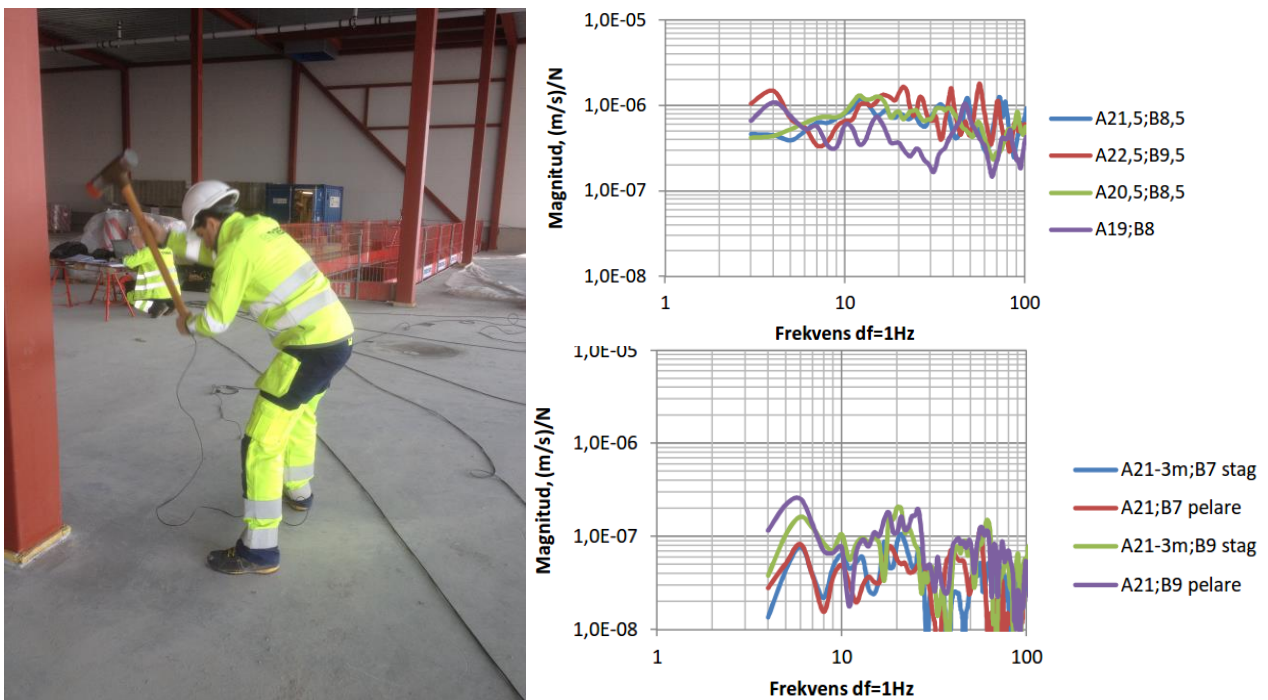 1,0E-05
1,0E-06
1,0E-07
1,0E-08
Magnitud, (m/s)/N
1
10
100
Frekvens df=1Hz
A21,5;B8,5
A22,5;B9,5
A20,5;B8,5
A19;B8
1,0E-05
1,0E-06
1,0E-07
1,0E-08
Magnitud, (m/s)/N
1
10
100
Frekvens df=1Hz
A21-3m;B7 stag
A21;B7 pelare
A21-3m;B9 stag
A21;B9 pelare